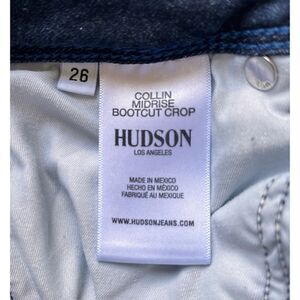 26
COLLIN
MIDRISE
BOOTCUT CROP
HUDSON
LOS ANGELES
MADE IN MEXICO
HECHO EN MÉXICO
FABRIQUÉ AU MEXIQUE
WWW.HUDSONJEANS.COM